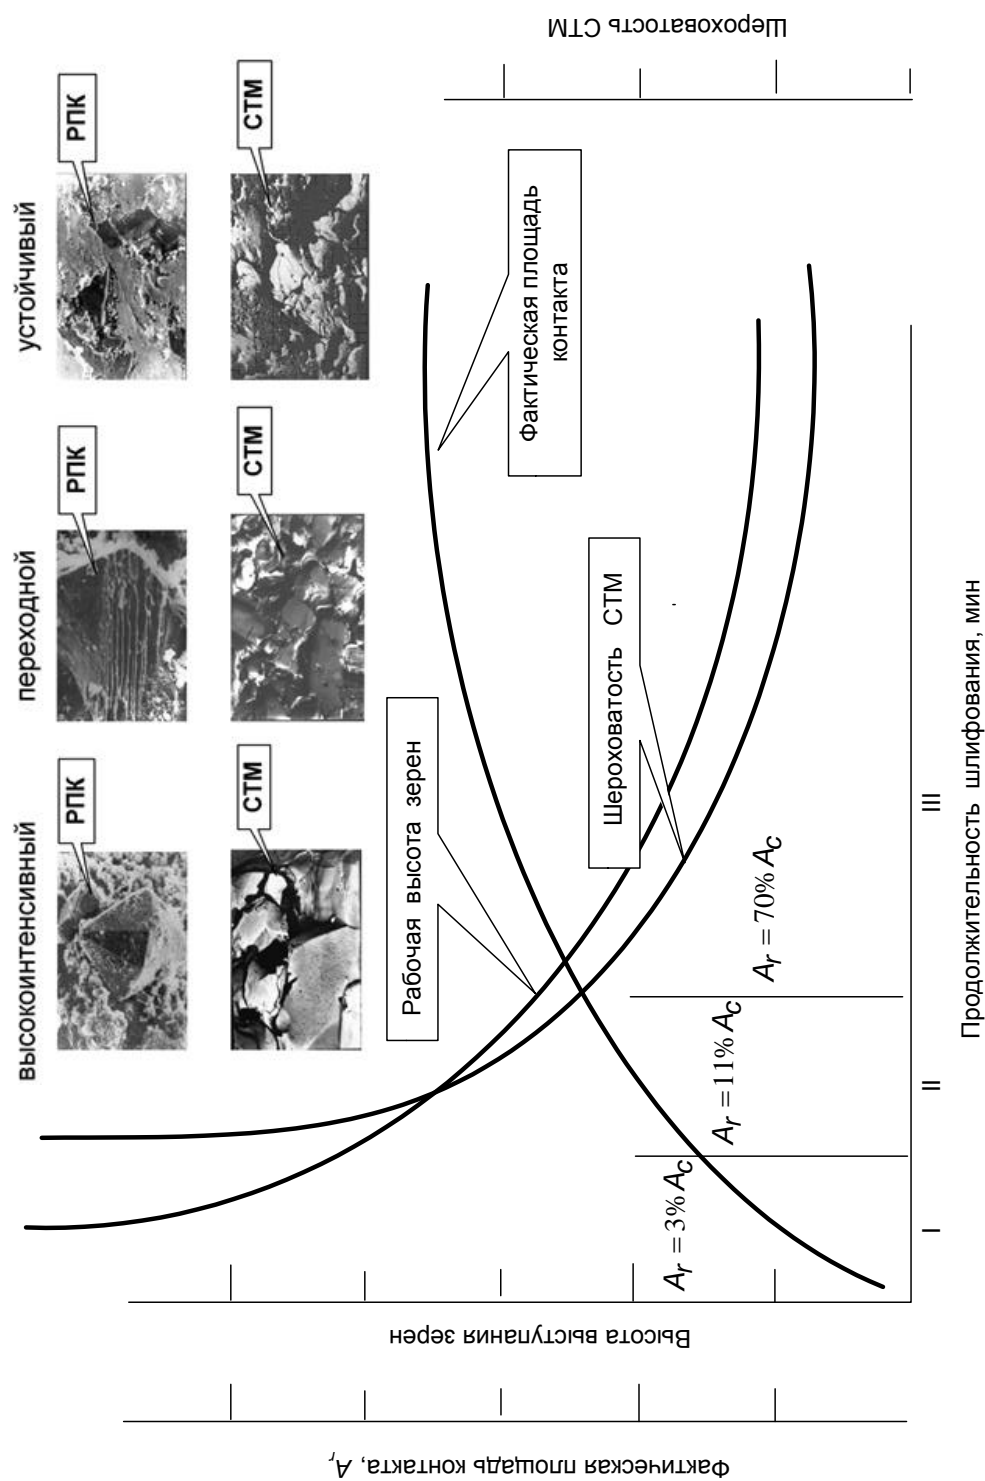 высокоинтенсивный
переходной
устойчивый
РПК
РПК
РПК
СТМ
СТМ
СТМ
Рабочая высота зерен
Шероховатость СТМ
Фактическая площадь
контакта
A_r = 3% A_c
A_r = 11% A_c
A_r = 70% A_c
I
II
III
Продолжительность шлифования, мин
Фактическая площадь контакта, A_r
Высота выступания зерен
Шероховатость СТМ